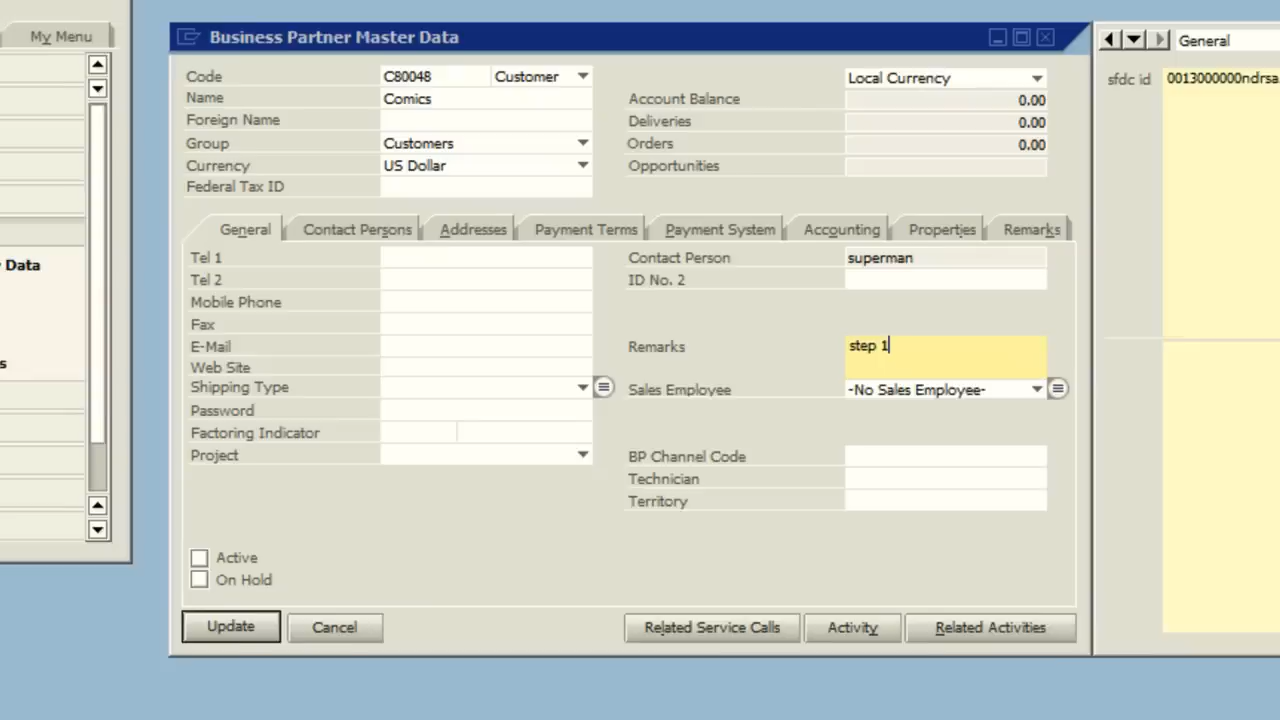 My Menu
Data
s
Business Partner Master Data
Code C80048 Customer
Name Comics
Foreign Name
Group Customers
Currency US Dollar
Federal Tax ID
Local Currency
Account Balance 0.00
Deliveries 0.00
Orders 0.00
Opportunities
General Contact Persons Addresses Payment Terms Payment System Accounting Properties Remarks
Tel 1
Tel 2
Mobile Phone
Fax
E-Mail
Web Site
Shipping Type
Password
Factoring Indicator
Project
Contact Person superman
ID No. 2
Remarks step 1
Sales Employee -No Sales Employee-
BP Channel Code
Technician
Territory
Active
On Hold
Update Cancel Related Service Calls Activity Related Activities
General
sfdc id 0013000000ndrsa